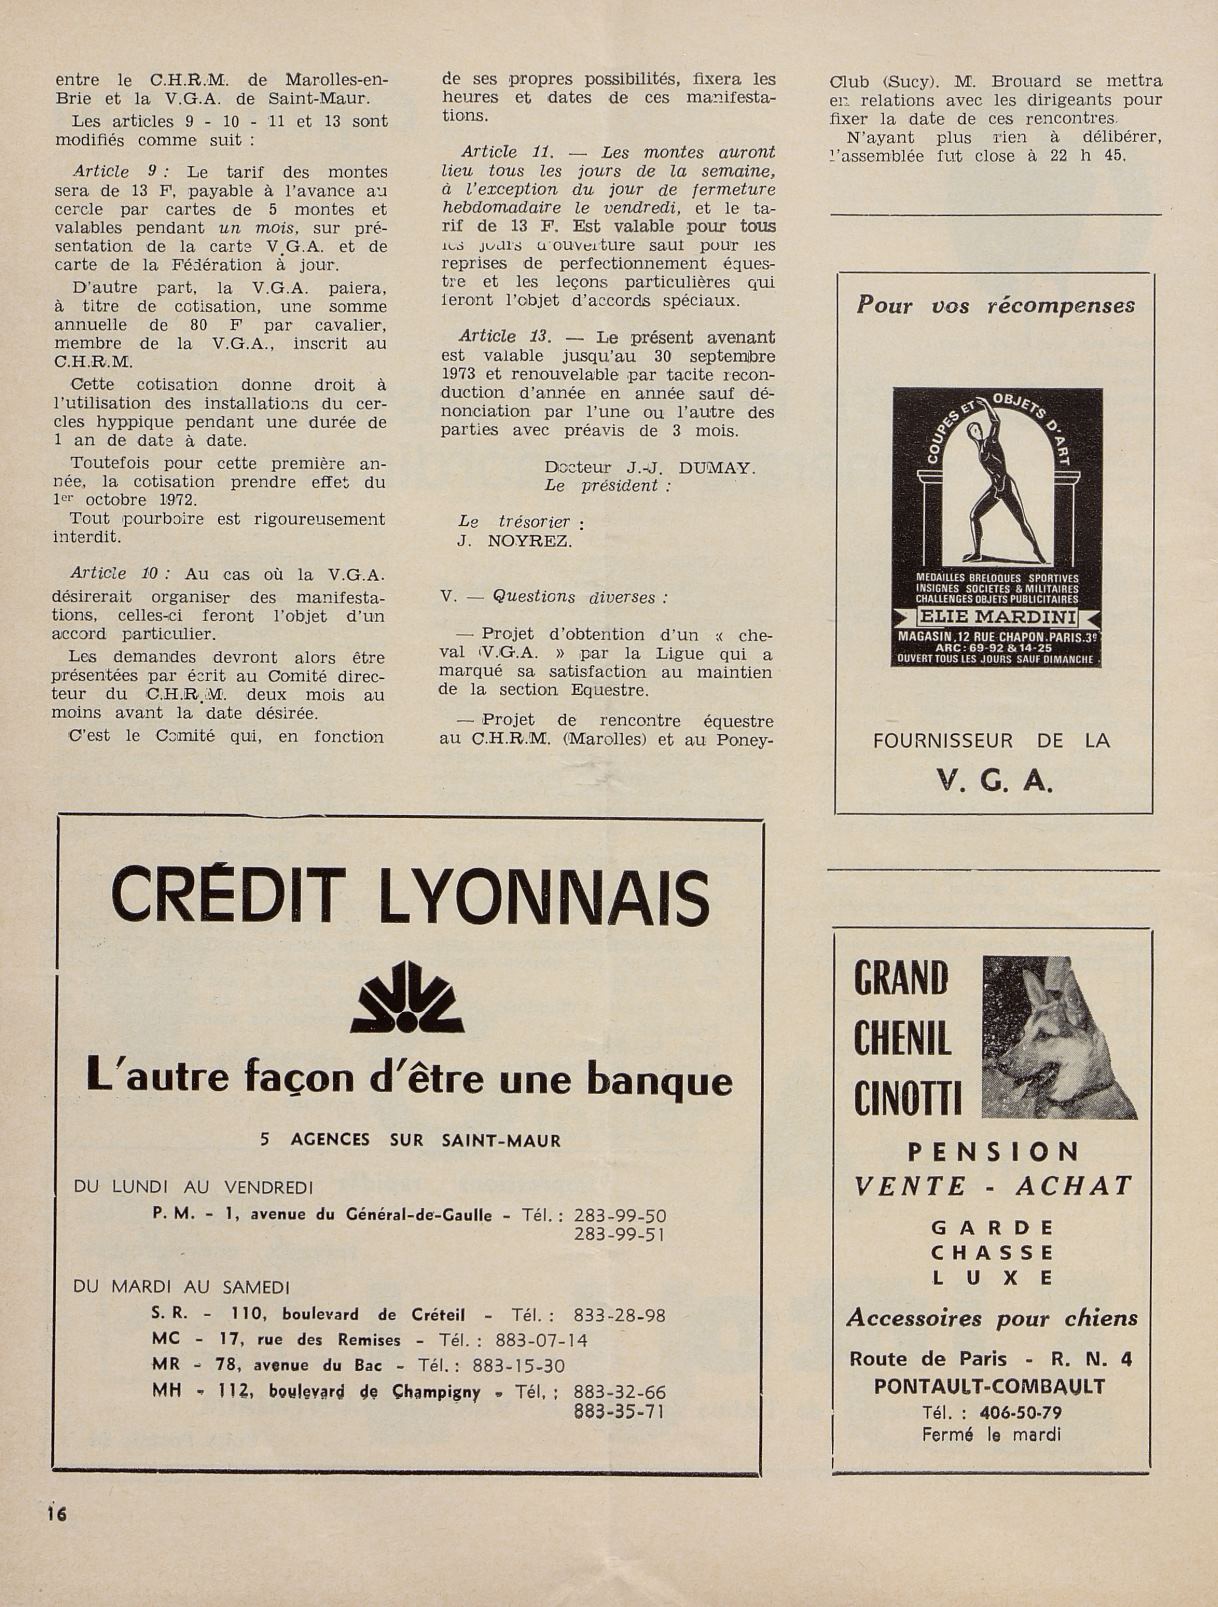 entre le C.H.R.M. de Marolles-en-
Brie et la V.G.A. de Saint-Maur.
Les articles 9 - 10 - 11 et 13 sont
modifiés comme suit :
Article 9 : Le tarif des montes
sera de 13 F, payable à l'avance au
cercle par cartes de 5 montes et
valables pendant un mois, sur pré-
sentation de la carte V.G.A. et de
carte de la Fédération à jour.
D'autre part, la V.G.A. paiera,
à titre de cotisation, une somme
annuelle de 80 F par cavalier,
membre de la V.G.A., inscrit au
C.H.R.M.
Cette cotisation donne droit à
l'utilisation des installations du cer-
cles hyppique pendant une durée de
1 an de date à date.
Toutefois pour cette première an-
née, la cotisation prendre effet du
1er octobre 1972.
Tout pourboire est rigoureusement
interdit.
Article 10 : Au cas où la V.G.A.
désirerait organiser des manifesta-
tions, celles-ci feront l'objet d'un
accord particulier.
Les demandes devront alors être
présentées par écrit au Comité direc-
teur du C.H.R.M. deux mois au
moins avant la date désirée.
C'est le Comité qui, en fonction
de ses propres possibilités, fixera les
heures et dates de ces manifesta-
tions.
Article 11. — Les montes auront
lieu tous les jours de la semaine,
à l'exception du jour de fermeture
hebdomadaire le vendredi, et le ta-
rif de 13 F. Est valable pour tous
les jours d'ouverture sauf pour les
reprises de perfectionnement éques-
tre et les leçons particulières qui
feront l'objet d'accords spéciaux.
Article 13. — Le présent avenant
est valable jusqu'au 30 septembre
1973 et renouvelable par tacite recon-
duction d'année en année sauf dé-
nonciation par l'une ou l'autre des
parties avec préavis de 3 mois.
Docteur J.-J. DUMAY.
Le président :
Le trésorier :
J. NOYREZ.
V. — Questions diverses :
— Projet d'obtention d'un « che-
val V.G.A. » par la Ligue qui a
marqué sa satisfaction au maintien
de la section Equestre.
— Projet de rencontre équestre
au C.H.R.M. (Marolles) et au Poney-
Club (Sucy). M. Brouard se mettra
en relations avec les dirigeants pour
fixer la date de ces rencontres.
N'ayant plus rien à délibérer,
l'assemblée fut close à 22 h 45.
Pour vos récompenses
COUPES ET OBJETS D'ART
MEDAILLES BRELOQUES SPORTIVES
INSIGNES SOCIETES & MILITAIRES
CHALLENGES OBJETS PUBLICITAIRES
ELIE MARDINI
MAGASIN, 12 RUE CHAPON. PARIS. 3e
ARC : 69-92 & 14-25
OUVERT TOUS LES JOURS SAUF DIMANCHE
FOURNISSEUR DE LA
V. G. A.
CRÉDIT LYONNAIS
L'autre façon d'être une banque
5 AGENCES SUR SAINT-MAUR
DU LUNDI AU VENDREDI
P. M. - 1, avenue du Général-de-Gaulle - Tél. : 283-99-50
283-99-51
DU MARDI AU SAMEDI
S. R. - 110, boulevard de Créteil - Tél. : 833-28-98
MC - 17, rue des Remises - Tél. : 883-07-14
MR - 78, avenue du Bac - Tél. : 883-15-30
MH - 112, boulevard de Champigny - Tél. : 883-32-66
883-35-71
GRAND
CHENIL
CINOTTI
PENSION
VENTE - ACHAT
GARDE
CHASSE
LUXE
Accessoires pour chiens
Route de Paris - R. N. 4
PONTAULT-COMBAULT
Tél. : 406-50-79
Fermé le mardi
16